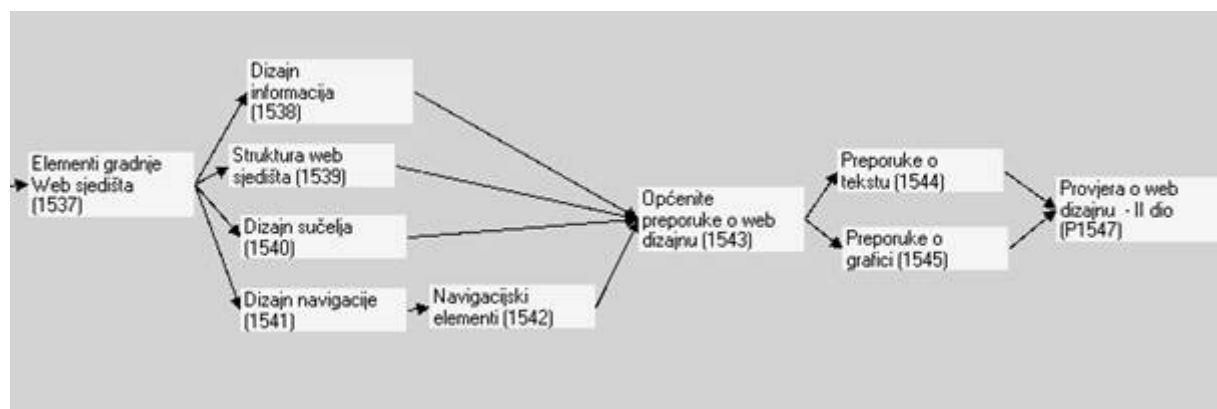 Elementi gradnje
Web sjedišta
(1537)
Dizajn
informacija
(1538)
Struktura web
sjedišta (1539)
Dizajn sučelja
(1540)
Dizajn navigacije
(1541)
Navigacijski
elementi (1542)
Općenite
preporuke o web
dizajnu (1543)
Preporuke o
tekstu (1544)
Preporuke o
grafici (1545)
Provjera o web
dizajnu - II dio
(P1547)